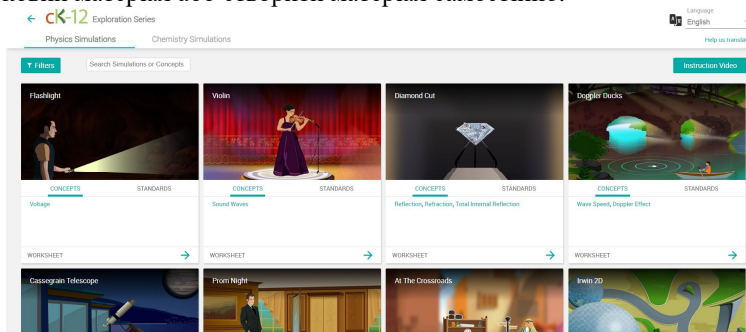 ← CK-12 Exploration Series
Language
English
Physics Simulations Chemistry Simulations
Help us transla
Filters
Search Simulations or Concepts
Instruction Video
Flashlight
Violin
Diamond Cut
Doppler Ducks
CONCEPTS STANDARDS
CONCEPTS STANDARDS
CONCEPTS STANDARDS
CONCEPTS STANDARDS
Voltage
Sound Waves
Reflection, Refraction, Total Internal Reflection
Wave Speed, Doppler Effect
WORKSHEET →
WORKSHEET →
WORKSHEET →
WORKSHEET →
Cassegrain Telescope
Prom Night
At The Crossroads
Irwin 2D